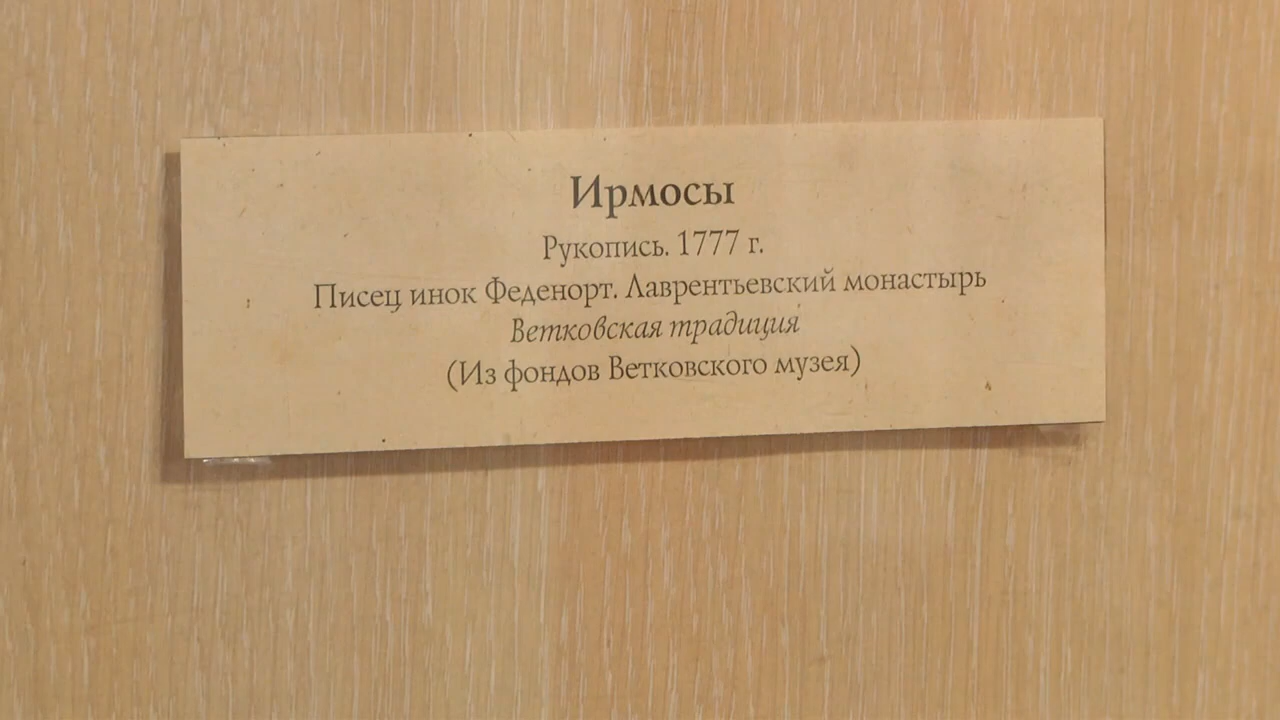 Ирмосы
Рукопись. 1777 г.
Писец инок Феденорт. Лаврентьевский монастырь
Ветковская традиция
(Из фондов Ветковского музея)